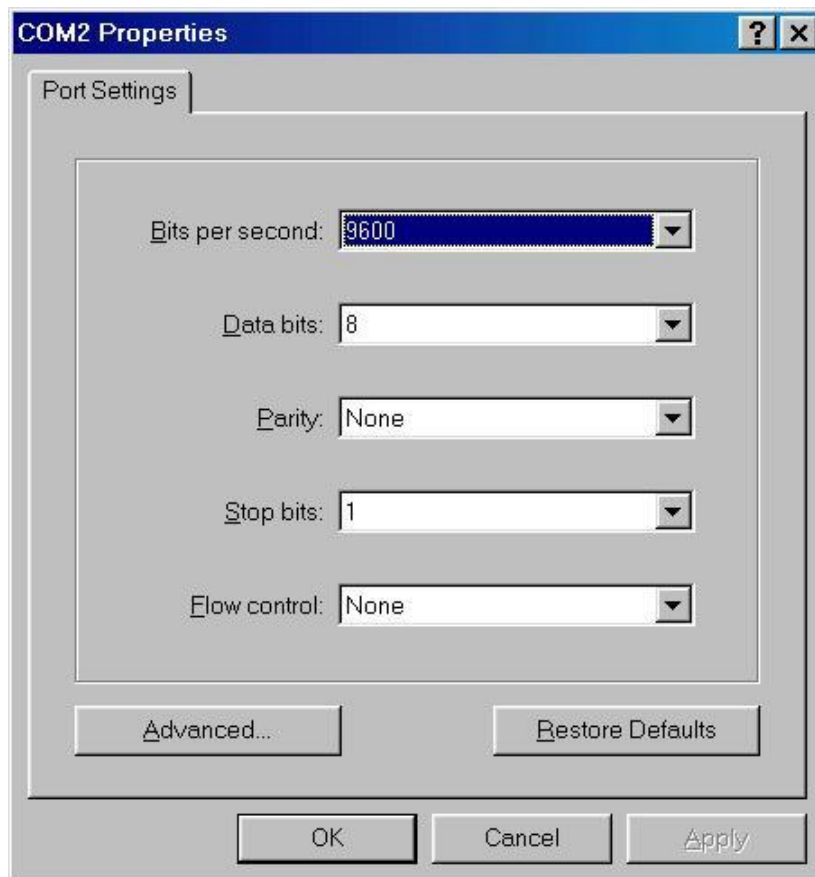 COM2 Properties
Port Settings
Bits per second: 9600
Data bits: 8
Parity: None
Stop bits: 1
Flow control: None
Advanced... Restore Defaults
OK Cancel Apply